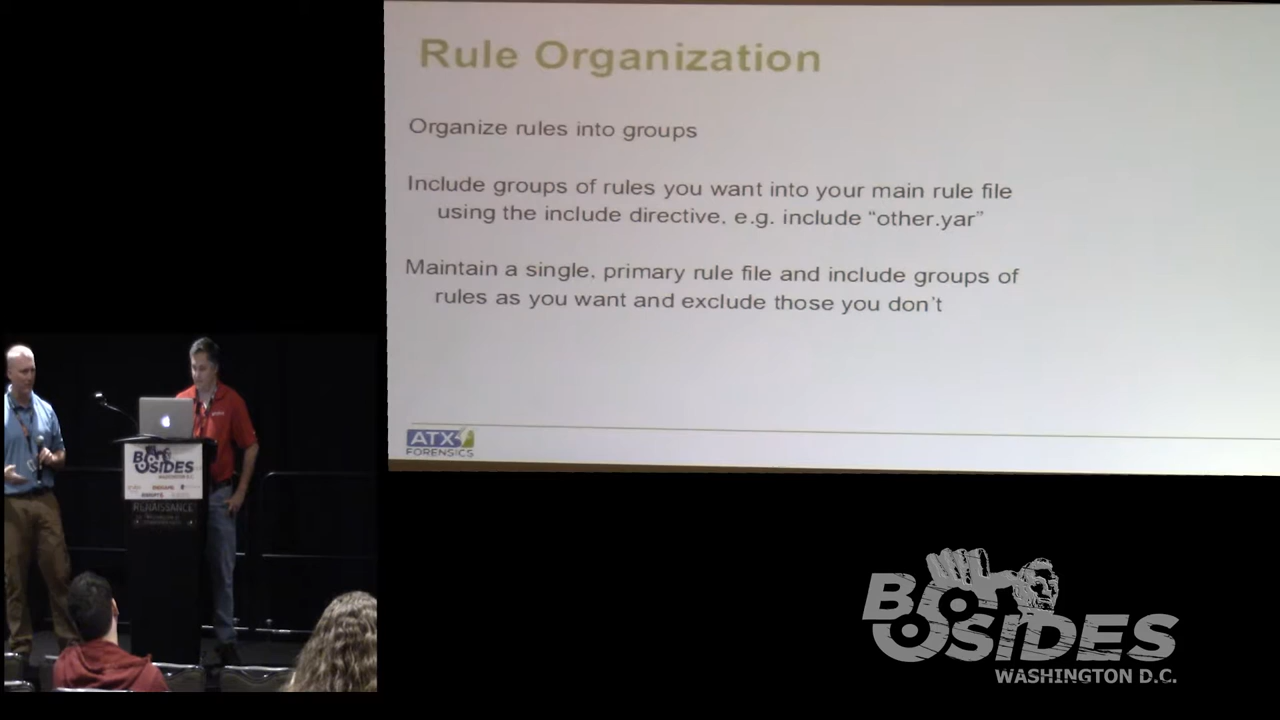 Rule Organization
Organize rules into groups
Include groups of rules you want into your main rule file
using the include directive, e.g. include “other.yar”
Maintain a single, primary rule file and include groups of
rules as you want and exclude those you don’t
ATX
FORENSICS
BSIDES
WASHINGTON D.C.
RENAISSANCE
BSIDES
WASHINGTON D.C.